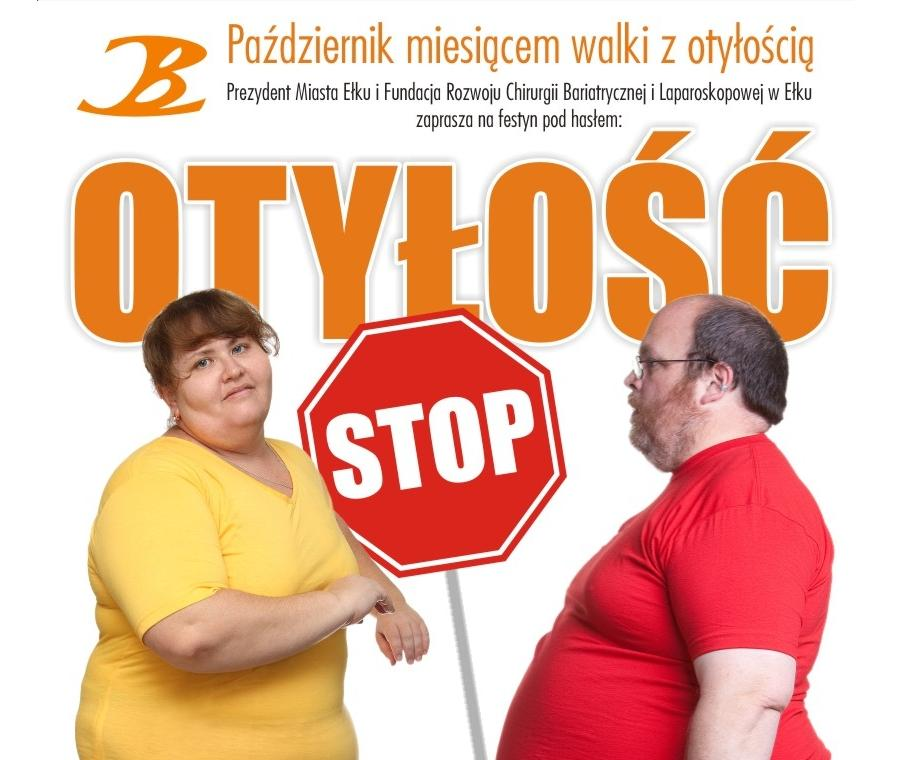 B
Październik miesiącem walki z otyłością
Prezydent Miasta Ełku i Fundacja Rozwoju Chirurgii Bariatrycznej i Laparoskopowej w Ełku
zaprasza na festyn pod hasłem:
OTYŁOŚĆ
STOP